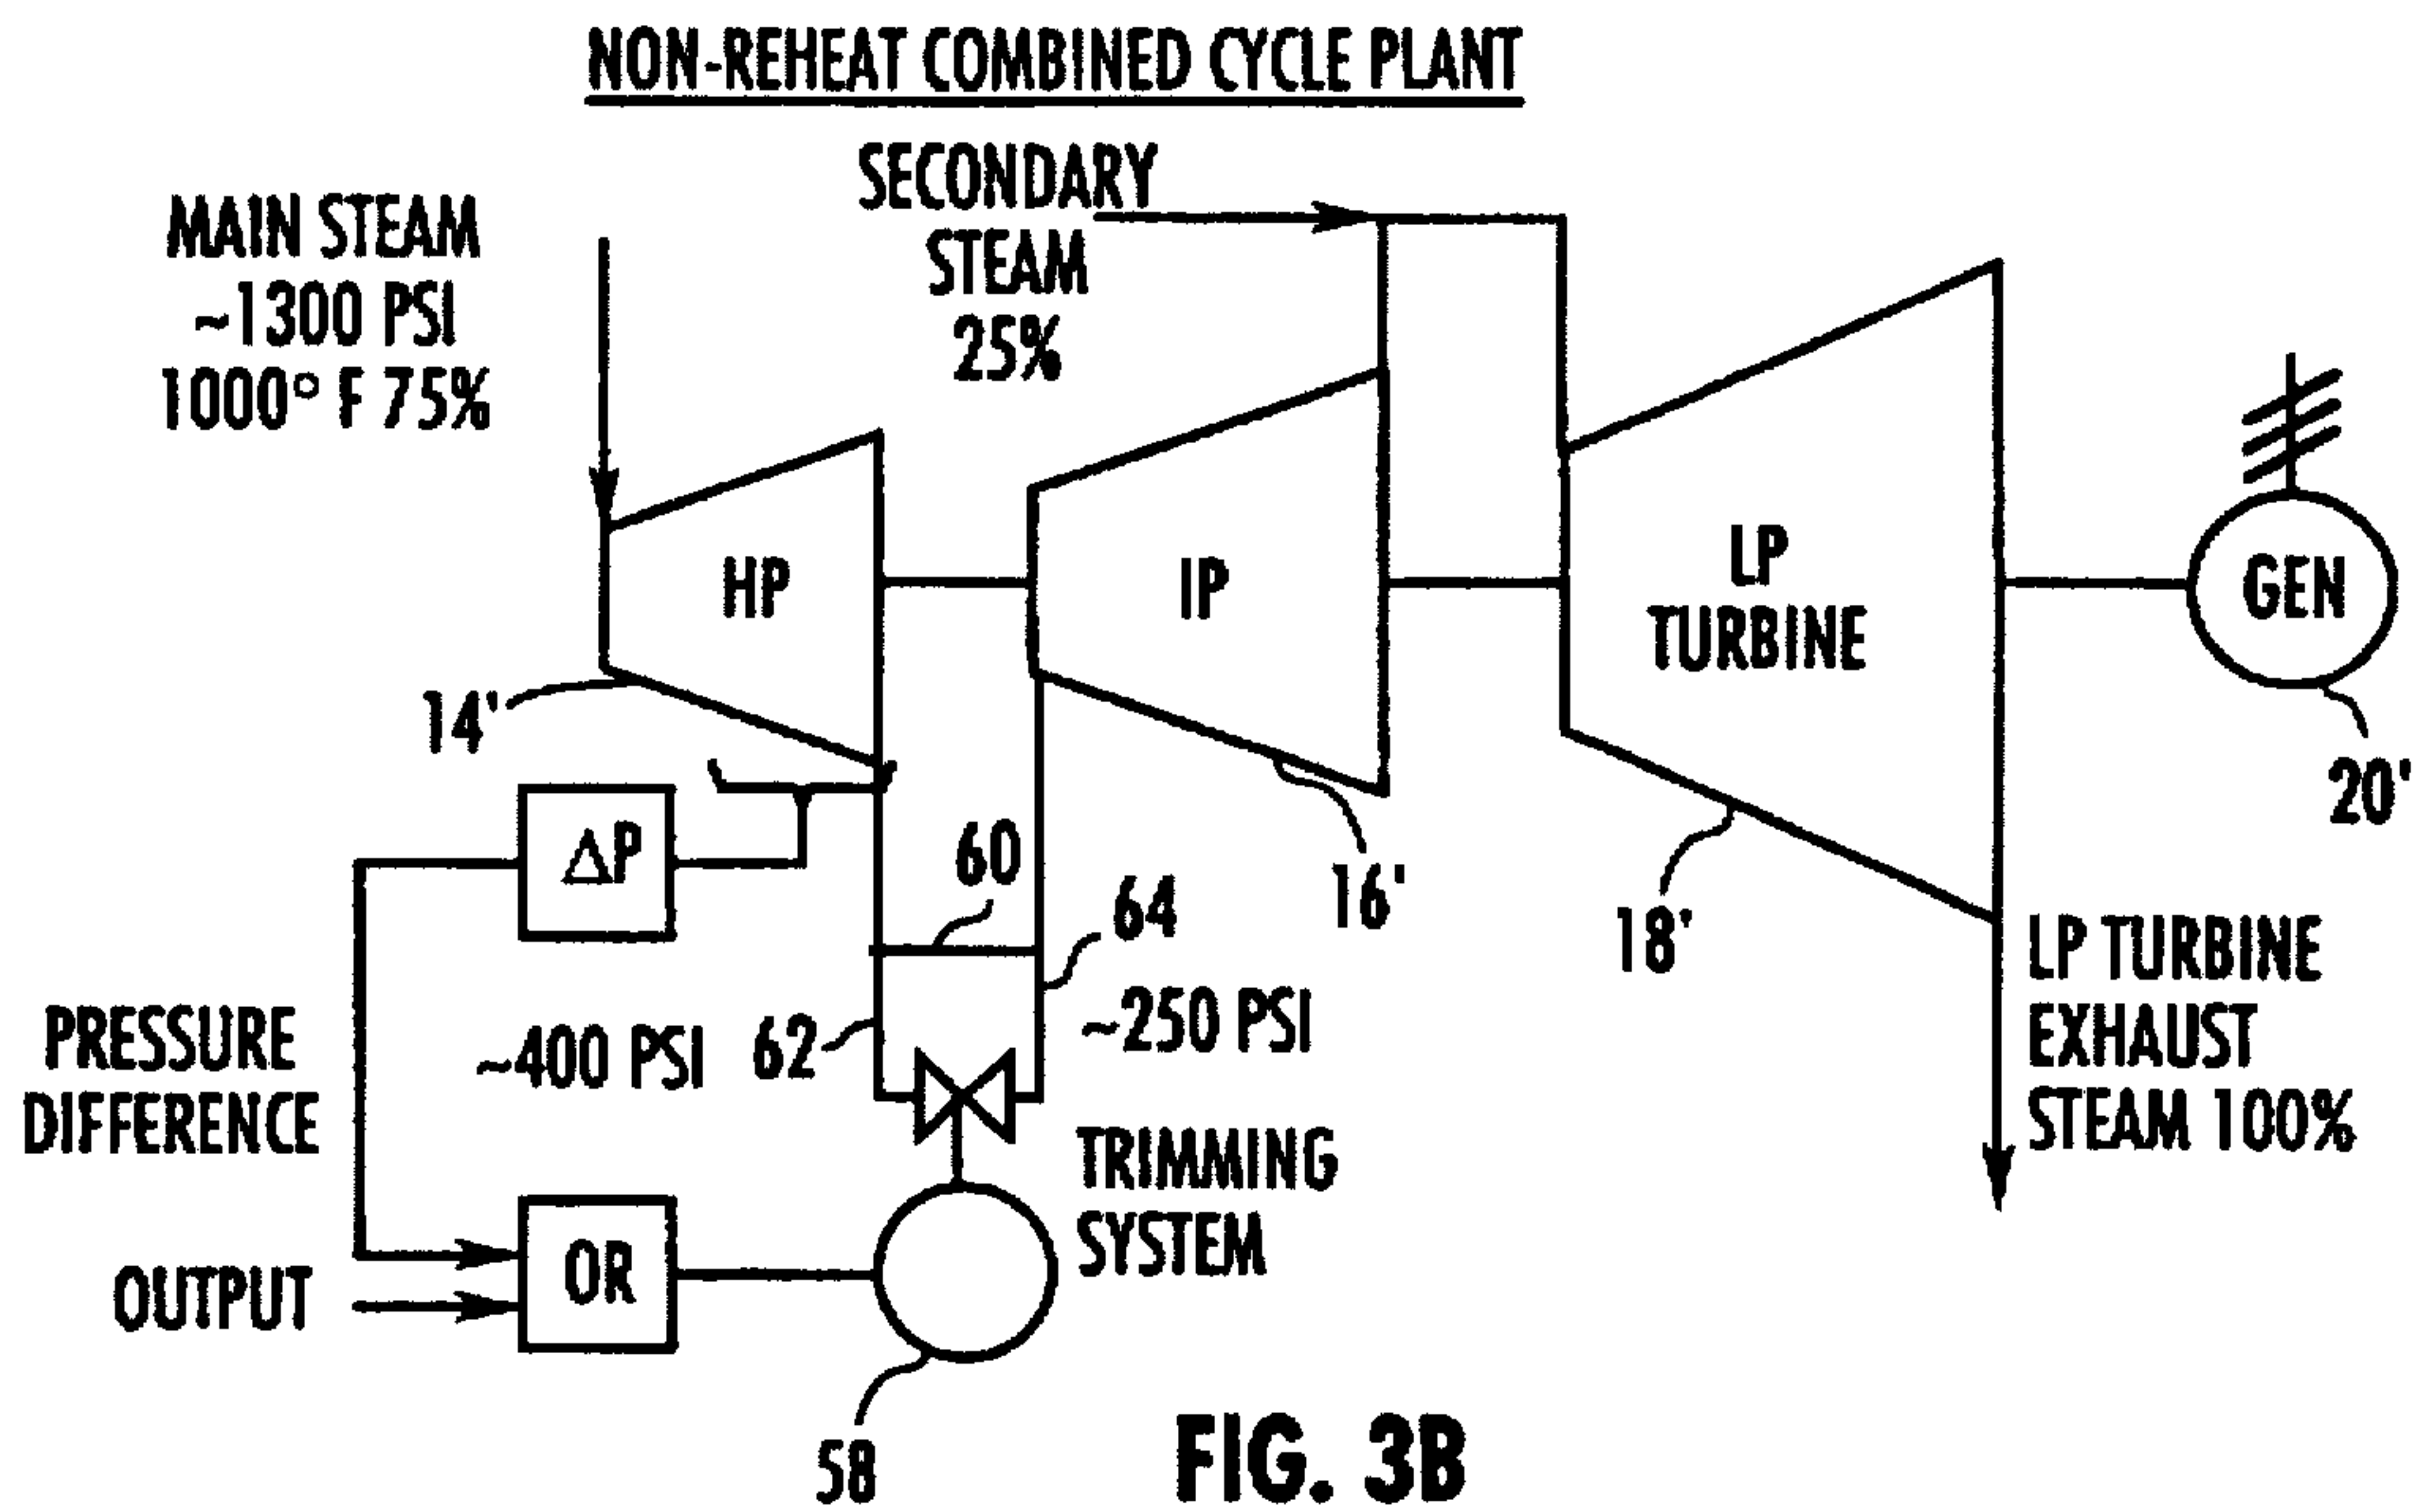 NON-REHEAT COMBINED CYCLE PLANT
SECONDARY
STEAM
25%
MAIN STEAM
~1300 PSI
1000° F 75%
HP
IP
LP
TURBINE
GEN
14'
20'
ΔP
60
64
16'
18'
LP TURBINE
EXHAUST
STEAM 100%
PRESSURE
DIFFERENCE
~400 PSI
62
~250 PSI
TRIMMING
SYSTEM
OUTPUT
OR
58
FIG. 3B